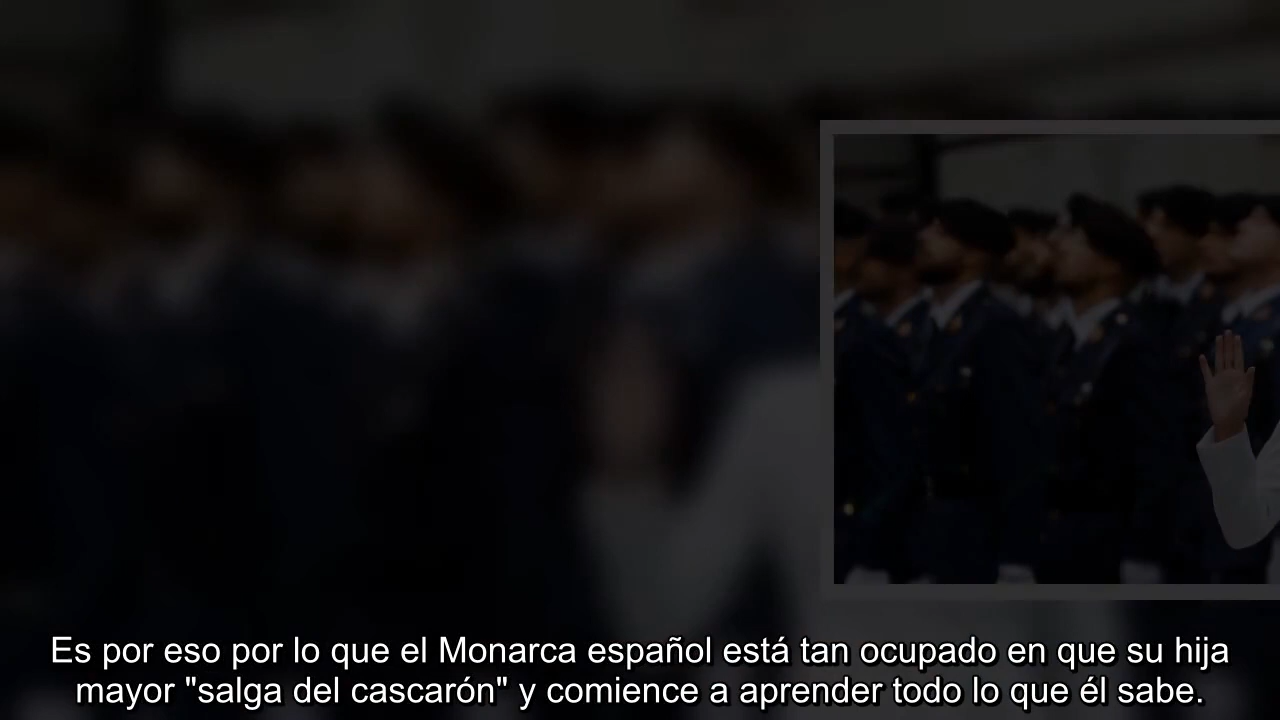 Es por eso por lo que el Monarca español está tan ocupado en que su hija
mayor "salga del cascarón" y comience a aprender todo lo que él sabe.